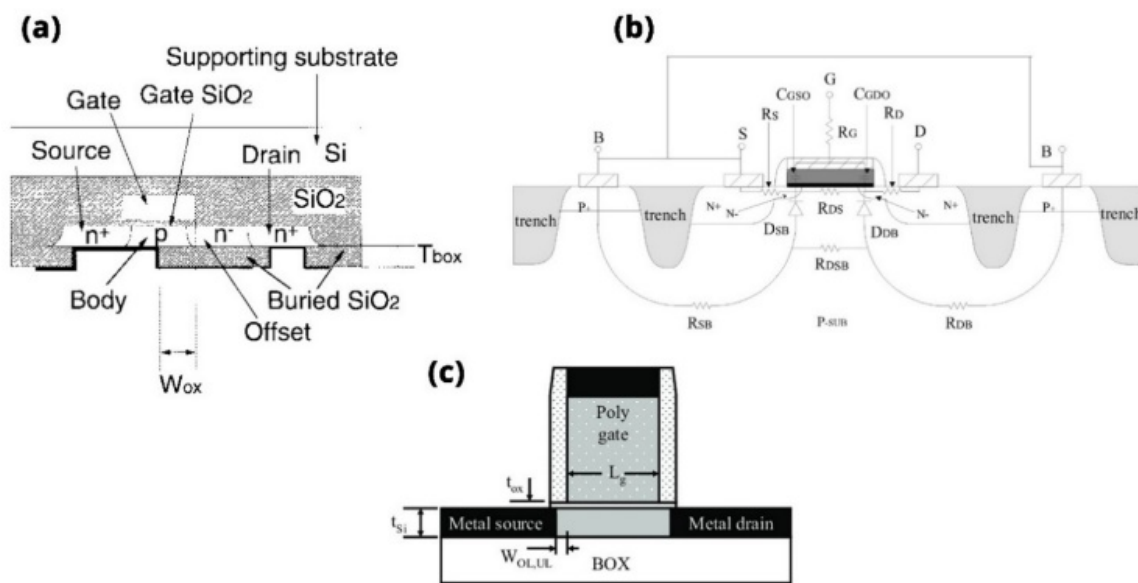 (a)
Supporting substrate
Gate SiO2
Gate
Source
Drain
Si
SiO2
n+
p
n-
n+
Tbox
Body
Buried SiO2
Offset
Wox
(b)
G
CGSO
CGDO
RS
RD
RG
B
S
D
B
trench
P+
trench
N+
N-
RDS
N-
N+
trench
P+
trench
DSB
DDB
RDSB
RSB
P-SUB
RDB
(c)
Poly
gate
Lg
tox
tSi
Metal source
Metal drain
WOL,UL
BOX